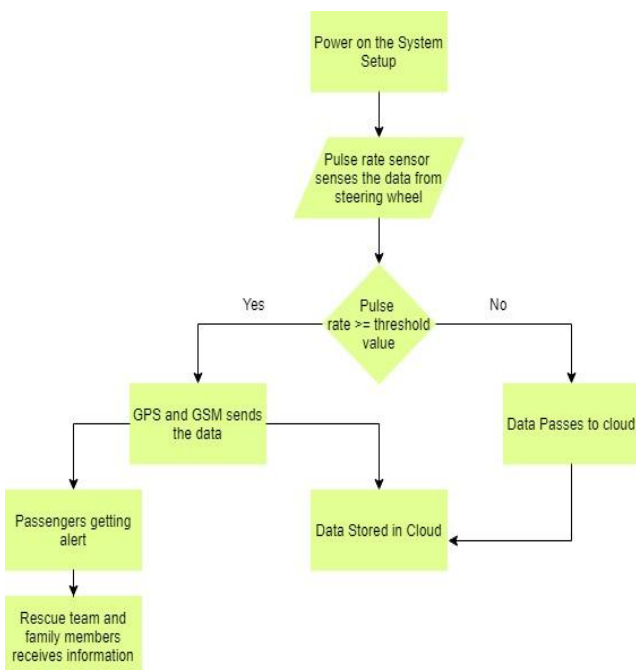 Power on the System
Setup
Pulse rate sensor
senses the data from
steering wheel
Yes
Pulse
rate >= threshold
value
No
GPS and GSM sends
the data
Data Passes to cloud
Passengers getting
alert
Data Stored in Cloud
Rescue team and
family members
receives information